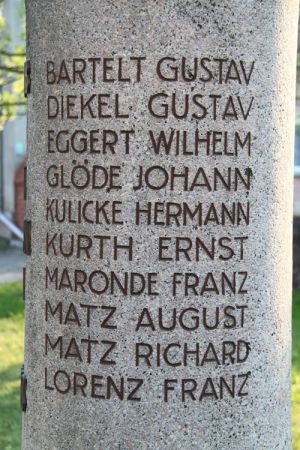 BARTELT GUSTAV
DIEKEL GUSTAV
EGGERT WILHELM
GLÖDE JOHANN
KULICKE HERMANN
KURTH ERNST
MARONDE FRANZ
MATZ AUGUST
MATZ RICHARD
LORENZ FRANZ